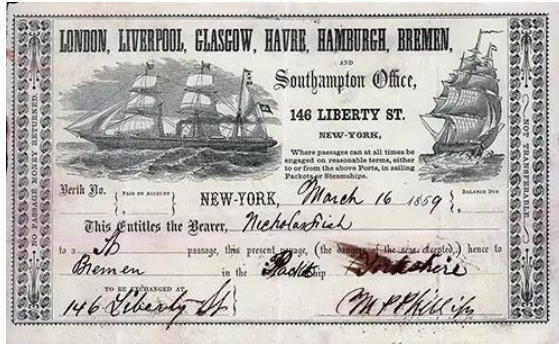 LONDON, LIVERPOOL, GLASGOW, HAVRE, HAMBURGH, BREMEN,
AND
Southampton Office,
146 LIBERTY ST.
NEW-YORK,
Where passages can at all times be
engaged on reasonable terms, either
to or from the above Ports, in sailing
Packets or Steamships.
NO PASSAGE MONEY RETURNED.
NOT TRANSFERABLE.
Berth No. { PAID ON ACCOUNT } NEW-YORK, March 16 1859 { BALANCE DUE
This Entitles the Bearer, Nicholas Fish
to a St passage, this present voyage, (the dangers of the seas excepted,) hence to
Bremen in the Packet ship Yorkshire
TO BE EXCHANGED AT
146 Liberty St } M P Phillips